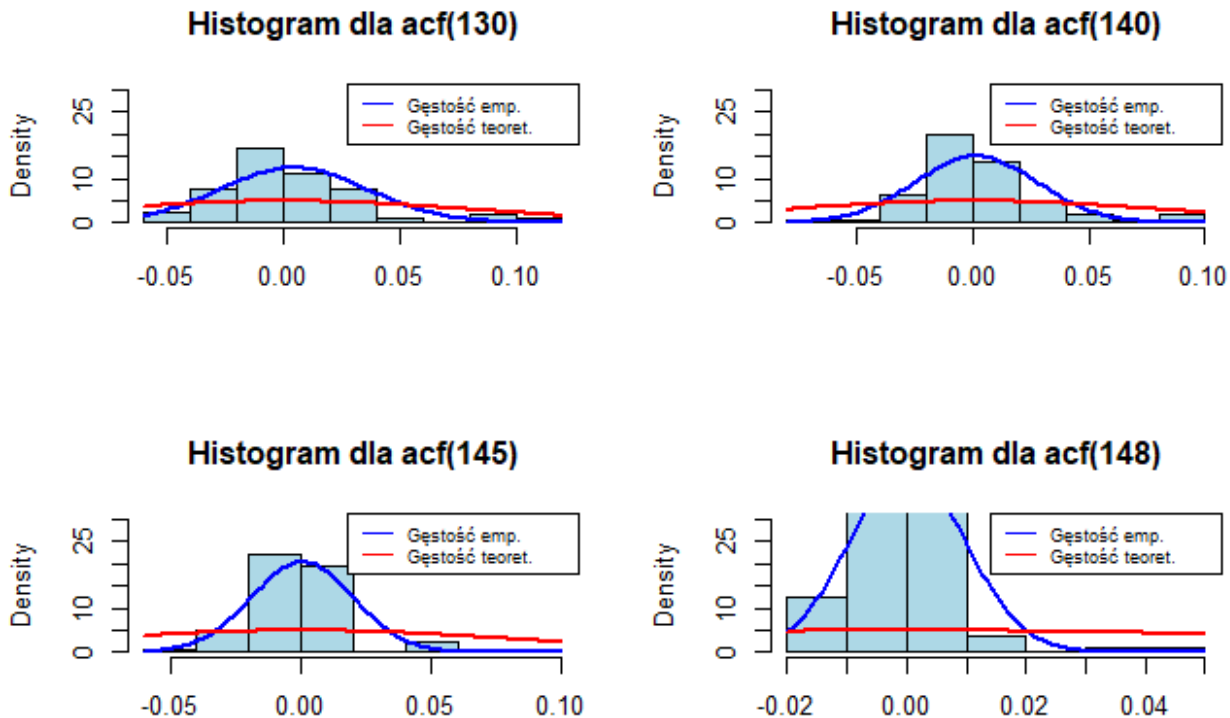 Histogram dla acf(130)
Density
0 10 25
Gęstość emp.
Gęstość teoret.
-0.05 0.00 0.05 0.10
Histogram dla acf(140)
Density
0 10 25
Gęstość emp.
Gęstość teoret.
-0.05 0.00 0.05 0.10
Histogram dla acf(145)
Density
0 10 25
Gęstość emp.
Gęstość teoret.
-0.05 0.00 0.05 0.10
Histogram dla acf(148)
Density
0 10 25
Gęstość emp.
Gęstość teoret.
-0.02 0.00 0.02 0.04